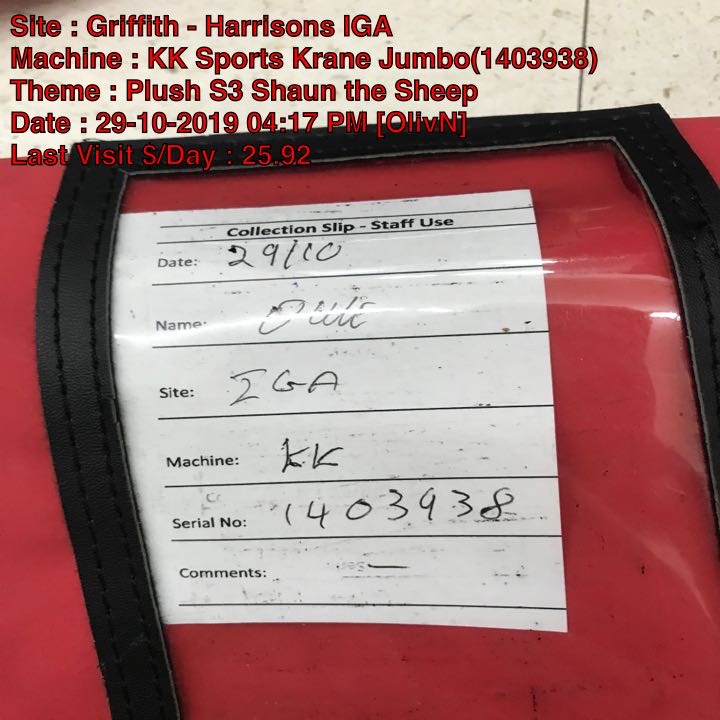 Site : Griffith - Harrisons IGA
Machine : KK Sports Krane Jumbo(1403938)
Theme : Plush S3 Shaun the Sheep
Date : 29-10-2019 04:17 PM [OlivN]
Last Visit $/Day : 25.92
Collection Slip - Staff Use
Date: 29/10
Name:
Site: IGA
Machine: KK
Serial No: 1403938
Comments: —